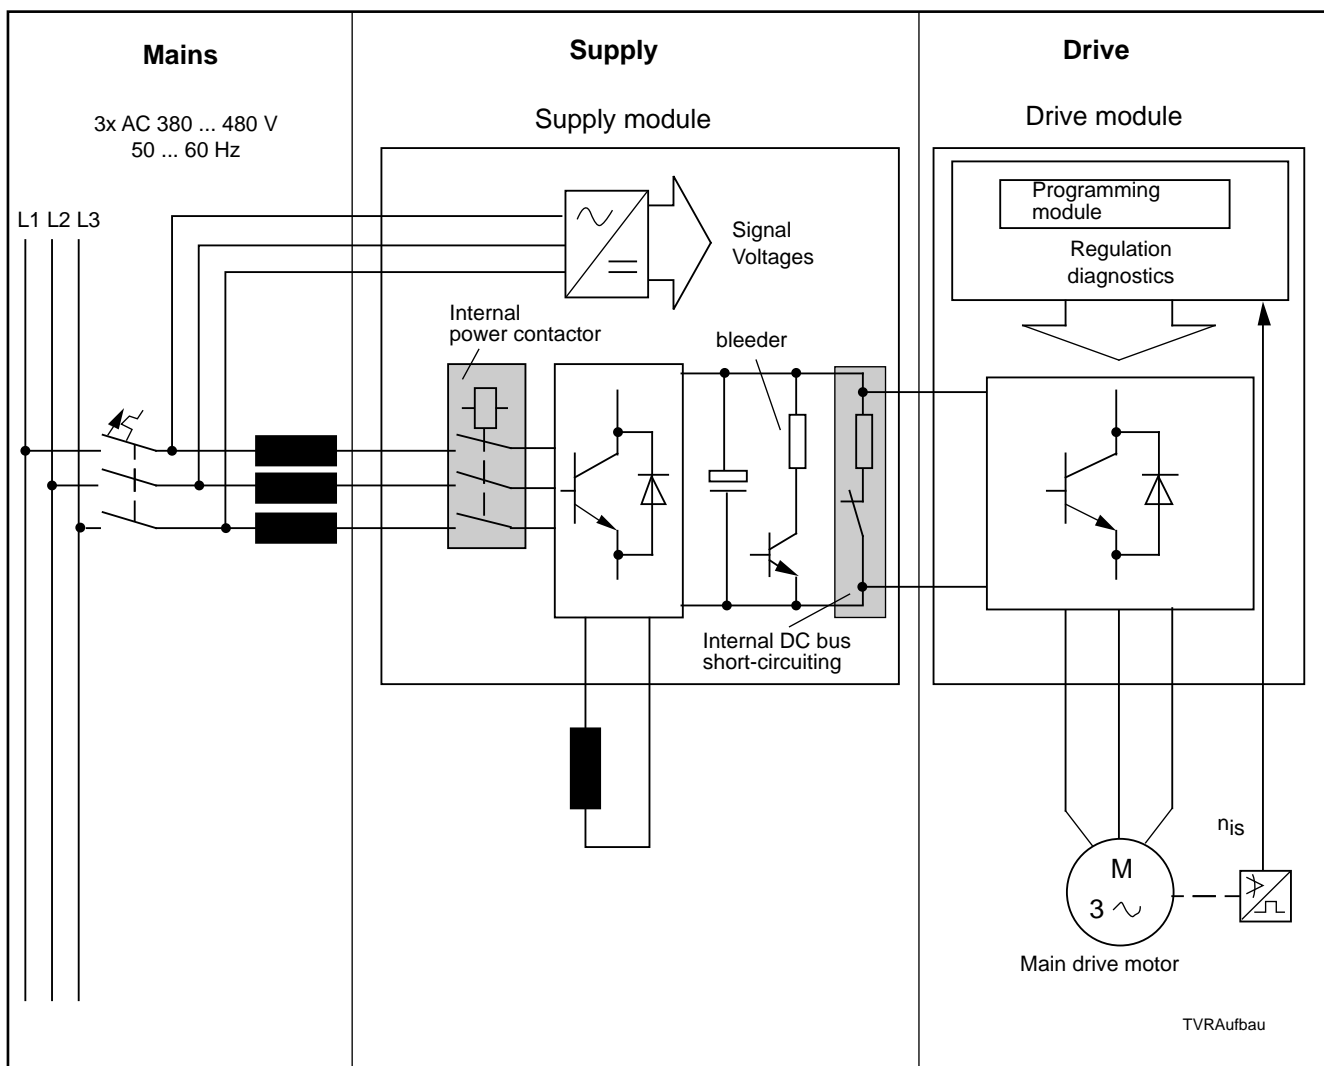 Mains
Supply
Drive
3x AC 380 ... 480 V
50 ... 60 Hz
Supply module
Drive module
L1 L2 L3
Programming
module
Regulation
diagnostics
Signal
Voltages
Internal
power contactor
bleeder
Internal DC bus
short-circuiting
nis
M
3
Main drive motor
TVRAufbau